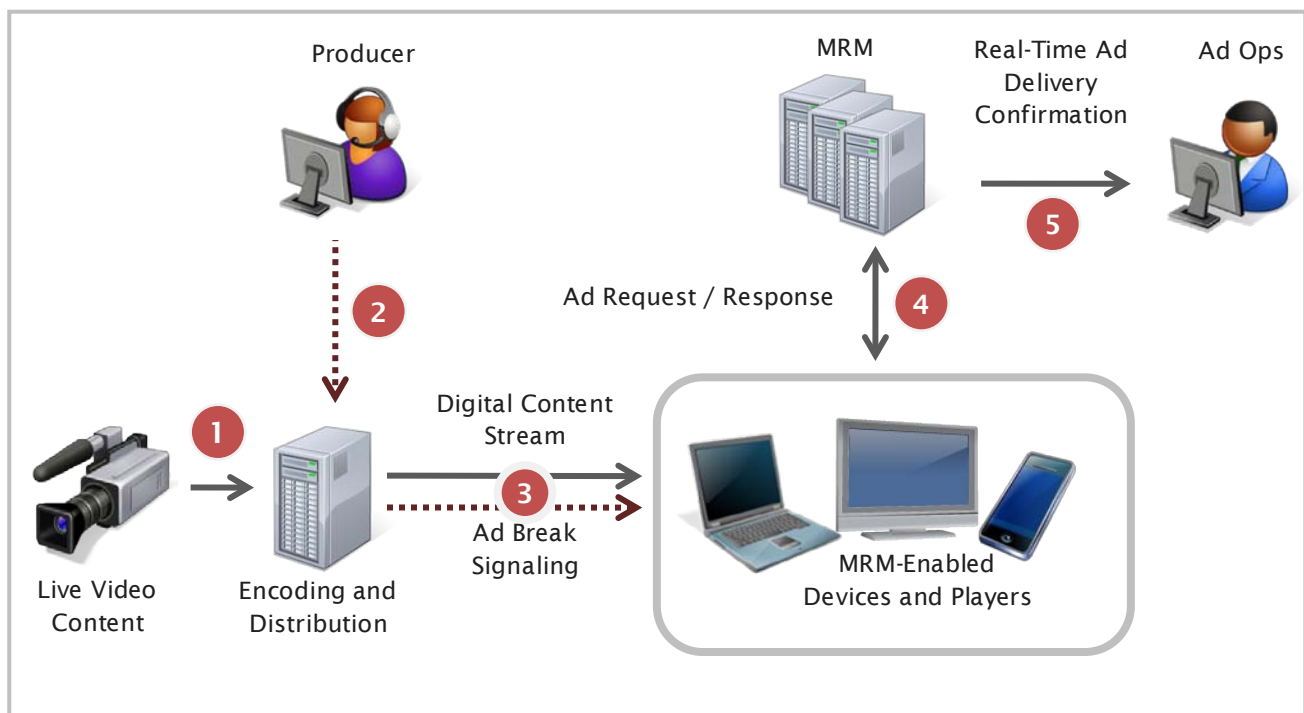 Producer
MRM
Real-Time Ad
Delivery
Confirmation
Ad Ops
5
2
Ad Request / Response
4
1
Digital Content
Stream
3
Ad Break
Signaling
Live Video
Content
Encoding and
Distribution
MRM-Enabled
Devices and Players